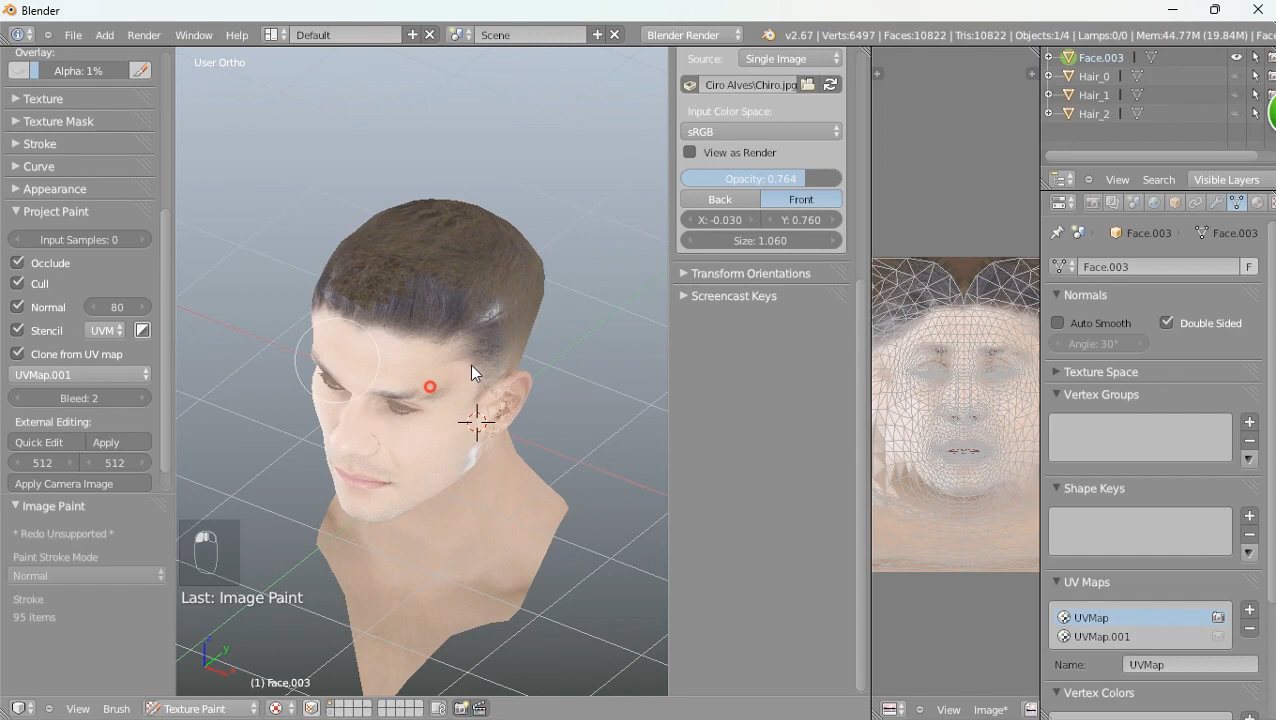 Blender
File Add Render Window Help Default Scene Blender Render v2.67 | Verts:6497 | Faces:10822 | Tris:10822 | Objects:1/4 | Lamps:0/0 | Mem:44.77M (19.84M) | Face
Overlay:
Alpha: 1%
Texture
Texture Mask
Stroke
Curve
Appearance
Project Paint
Input Samples: 0
Occlude
Cull
Normal 80
Stencil UVM
Clone from UV map
UVMap.001
Bleed: 2
External Editing:
Quick Edit Apply
512 512
Apply Camera Image
Image Paint
* Redo Unsupported *
Paint Stroke Mode
Normal
Stroke
95 items
User Ortho
Last: Image Paint
z
y
x
(1) Face.003
View Brush Texture Paint
Source: Single Image
Ciro Alves\Chiro.jpg
Input Color Space:
sRGB
View as Render
Opacity: 0.764
Back Front
X: -0.030 Y: 0.760
Size: 1.060
Transform Orientations
Screencast Keys
View Image*
Face.003
Hair_0
Hair_1
Hair_2
View Search Visible Layers
Face.003 Face.003
Face.003 F
Normals
Auto Smooth Double Sided
Angle: 30°
Texture Space
Vertex Groups
Shape Keys
UV Maps
UVMap
UVMap.001
Name: UVMap
Vertex Colors